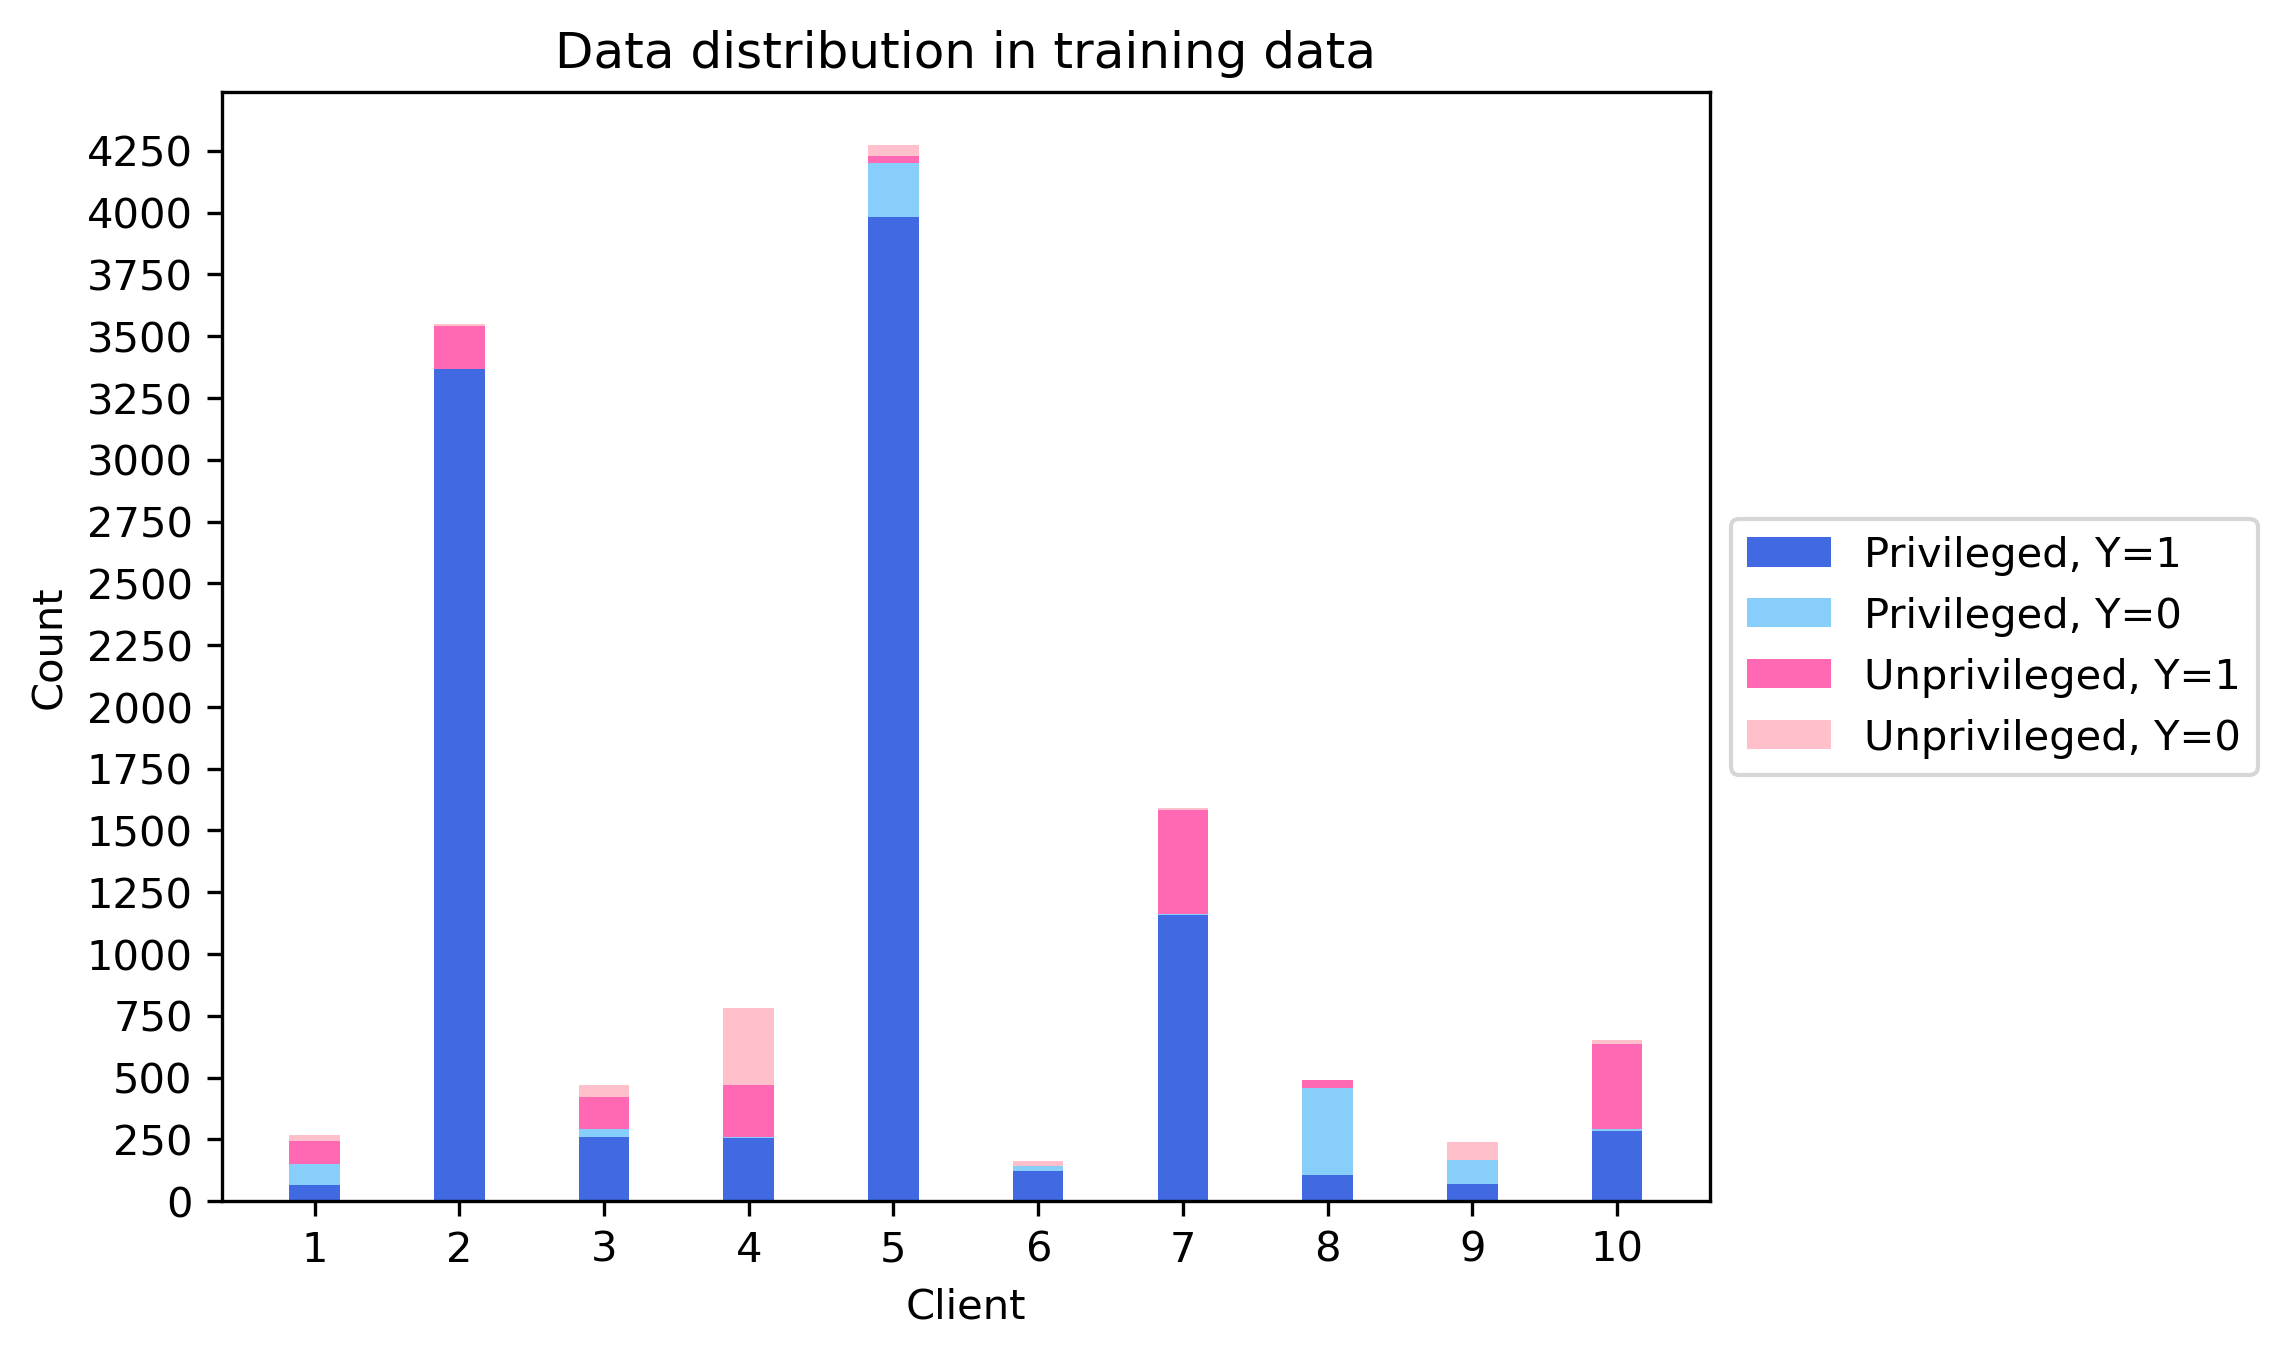 Data distribution in training data
4250
4000
3750
3500
3250
3000
2750
2500
2250
2000
1750
1500
1250
1000
750
500
250
0
Count
1 2 3 4 5 6 7 8 9 10
Client
Privileged, Y=1
Privileged, Y=0
Unprivileged, Y=1
Unprivileged, Y=0